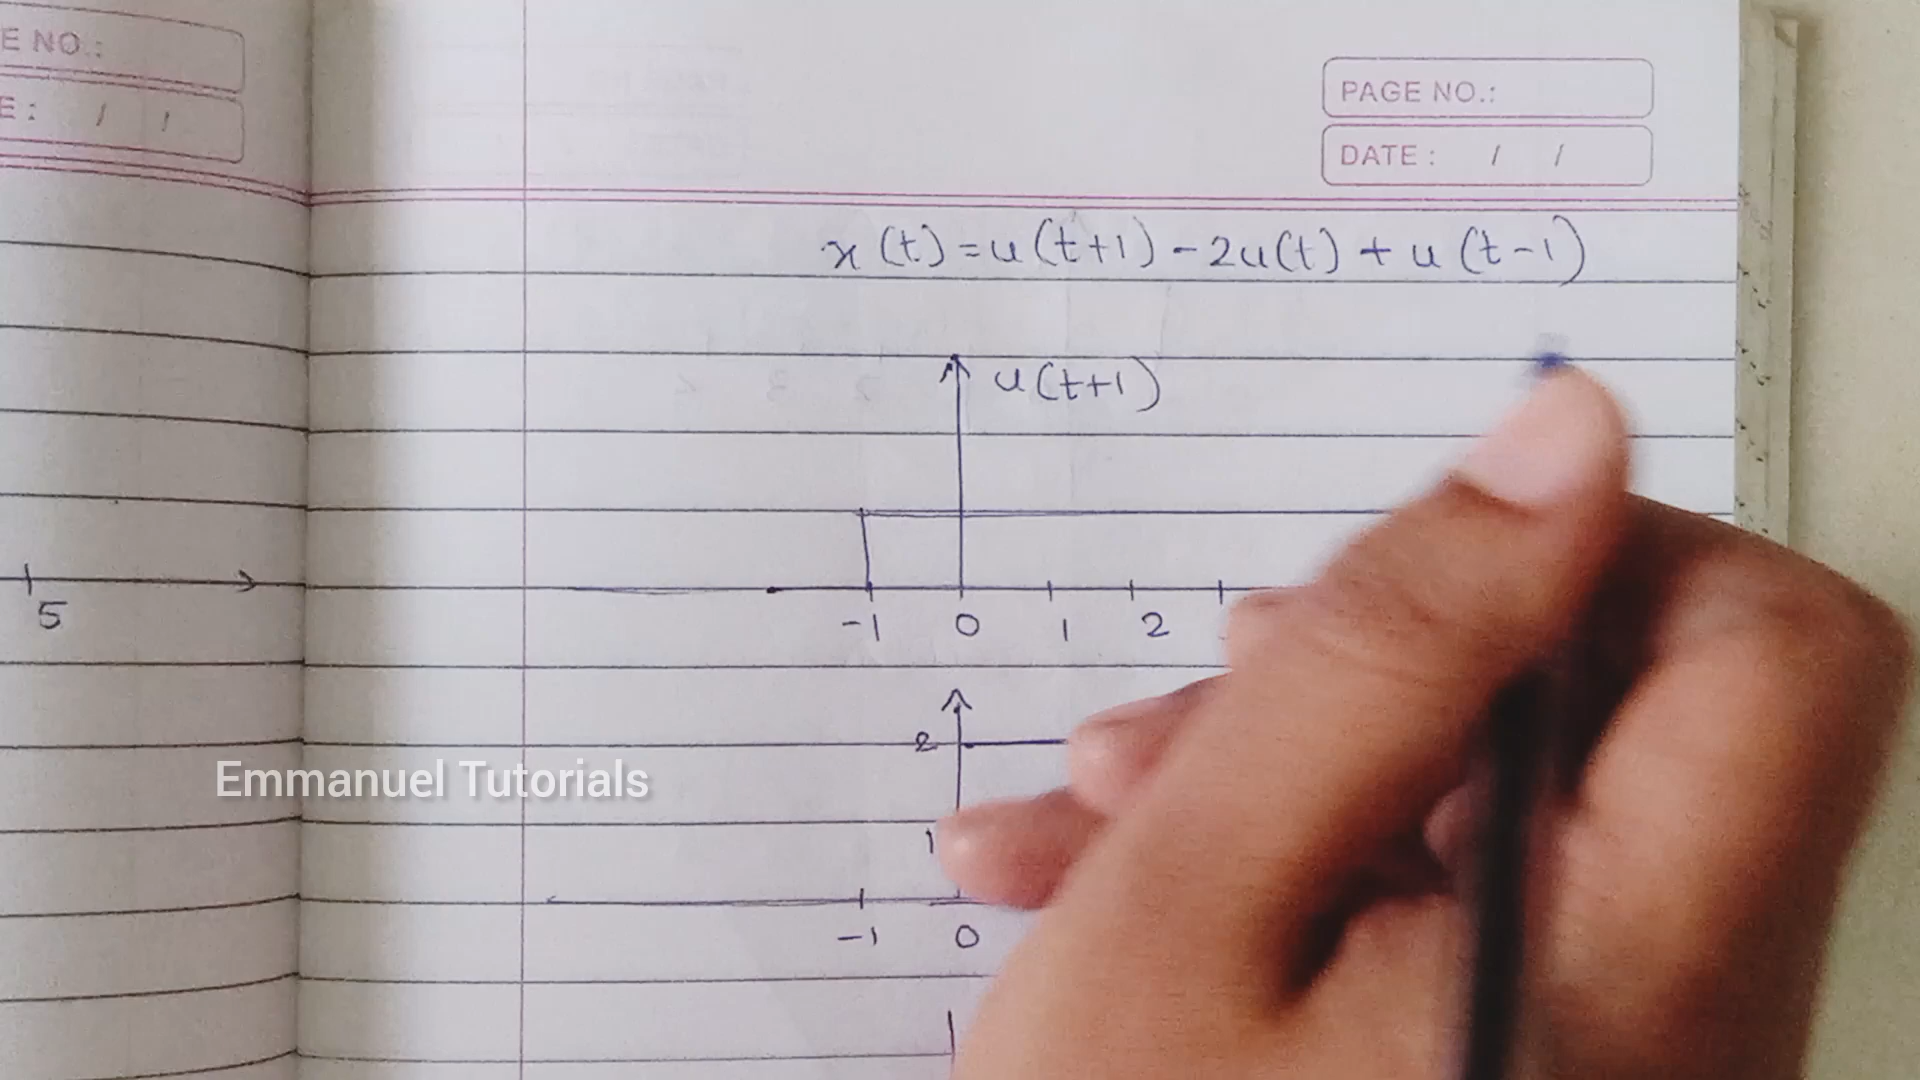 E NO.:
E: / /
PAGE NO.:
DATE: / /
x(t)=u(t+1)-2u(t)+u(t-1)
u(t+1)
-1 0 1 2
5
2
1
-1 0
Emmanuel Tutorials